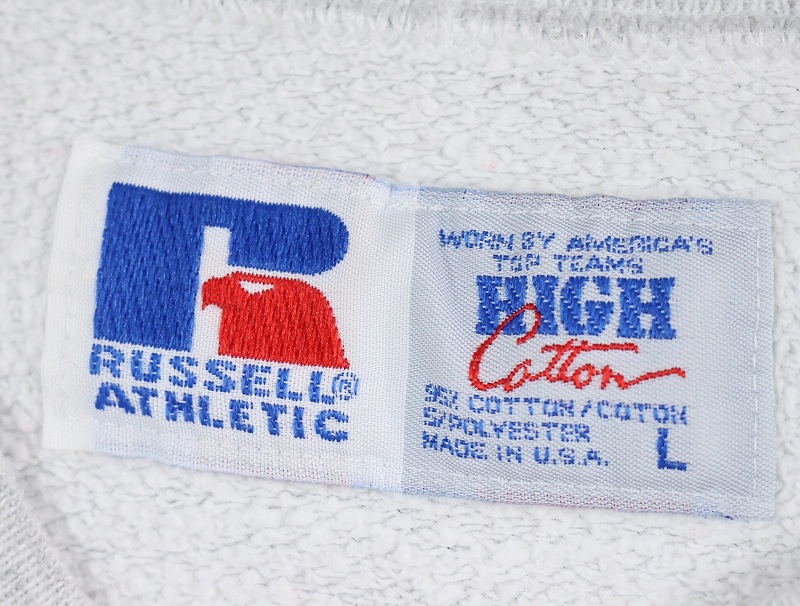 RUSSELL®
ATHLETIC
WORN BY AMERICA'S
TOP TEAMS
HIGH
Cotton
95% COTTON/COTON
5/POLYESTER
MADE IN U.S.A.
L